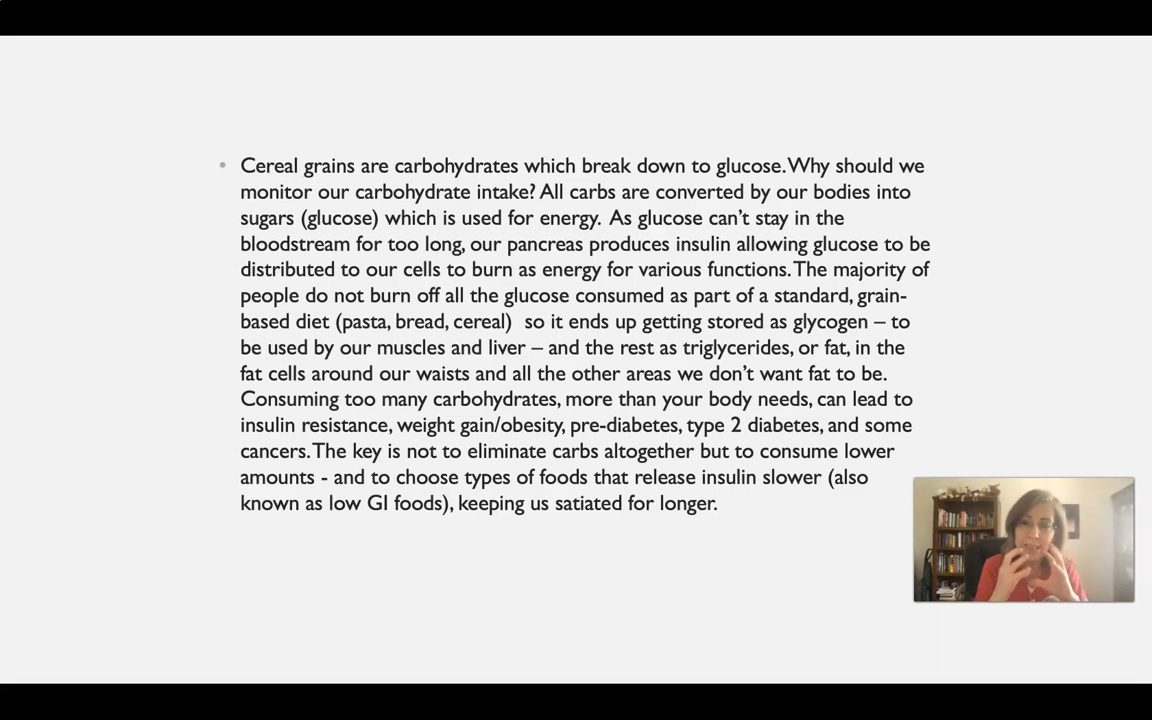 • Cereal grains are carbohydrates which break down to glucose. Why should we
monitor our carbohydrate intake? All carbs are converted by our bodies into
sugars (glucose) which is used for energy.  As glucose can't stay in the
bloodstream for too long, our pancreas produces insulin allowing glucose to be
distributed to our cells to burn as energy for various functions. The majority of
people do not burn off all the glucose consumed as part of a standard, grain-
based diet (pasta, bread, cereal)  so it ends up getting stored as glycogen – to
be used by our muscles and liver – and the rest as triglycerides, or fat, in the
fat cells around our waists and all the other areas we don't want fat to be.
Consuming too many carbohydrates, more than your body needs, can lead to
insulin resistance, weight gain/obesity, pre-diabetes, type 2 diabetes, and some
cancers. The key is not to eliminate carbs altogether but to consume lower
amounts - and to choose types of foods that release insulin slower (also
known as low GI foods), keeping us satiated for longer.